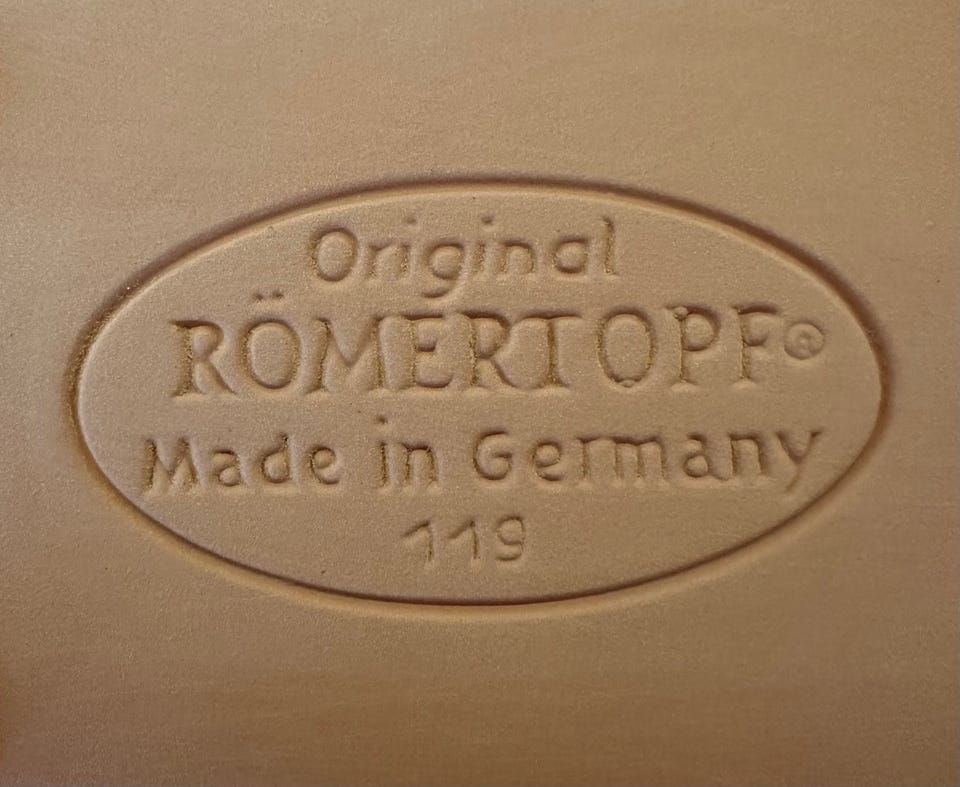 Original
RÖMERTOPF®
Made in Germany
119